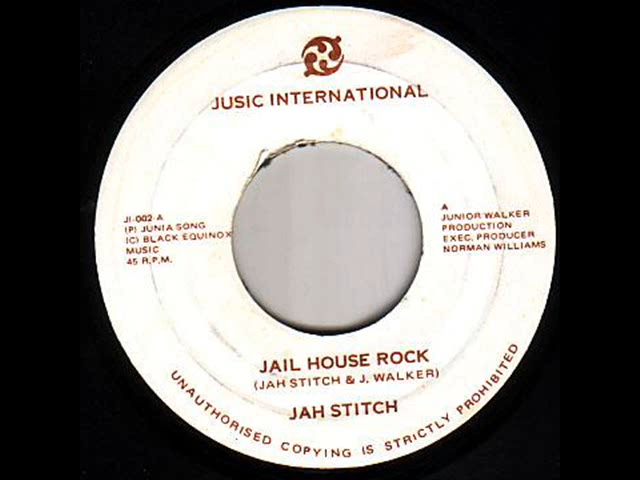 JUSIC INTERNATIONAL
JI-002-A
(P) JUNIA SONG
(C) BLACK EQUINOX
MUSIC
45 R.P.M.
A
JUNIOR WALKER
PRODUCTION
EXEC. PRODUCER
NORMAN WILLIAMS
JAIL HOUSE ROCK
(JAH STITCH & J. WALKER)
JAH STITCH
UNAUTHORISED COPYING IS STRICTLY PROHIBITED